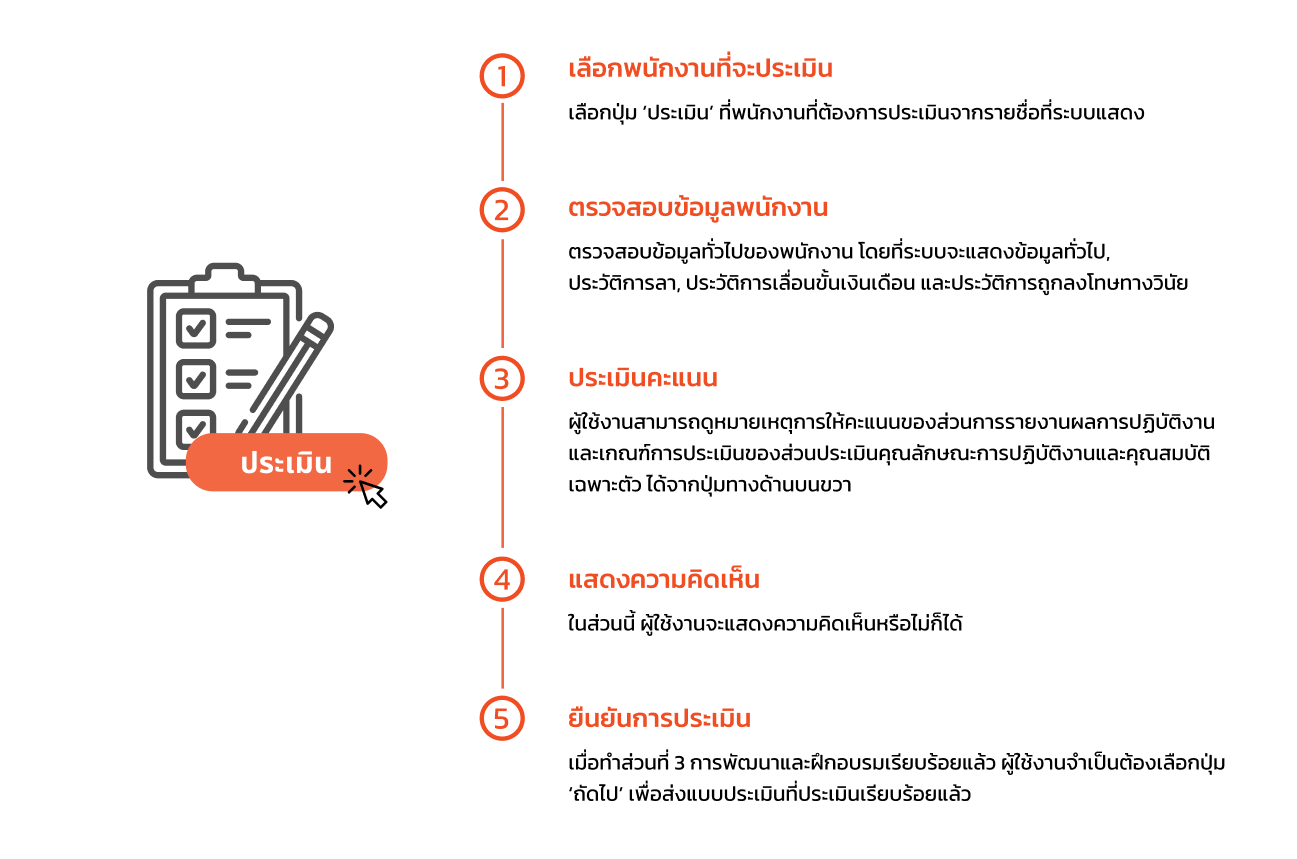 1
เลือกพนักงานที่จะประเมิน
เลือกปุ่ม ‘ประเมิน’ ที่พนักงานที่ต้องการประเมินจากรายชื่อที่ระบบแสดง
2
ตรวจสอบข้อมูลพนักงาน
ตรวจสอบข้อมูลทั่วไปของพนักงาน โดยที่ระบบจะแสดงข้อมูลทั่วไป,
ประวัติการลา, ประวัติการเลื่อนขั้นเงินเดือน และประวัติการถูกลงโทษทางวินัย
3
ประเมินคะแนน
ผู้ใช้งานสามารถดูหมายเหตุการให้คะแนนของส่วนการรายงานผลการปฏิบัติงาน
และเกณฑ์การประเมินของส่วนประเมินคุณลักษณะการปฏิบัติงานและคุณสมบัติ
เฉพาะตัว ได้จากปุ่มทางด้านบนขวา
ประเมิน
4
แสดงความคิดเห็น
ในส่วนนี้ ผู้ใช้งานจะแสดงความคิดเห็นหรือไม่ก็ได้
5
ยืนยันการประเมิน
เมื่อทำส่วนที่ 3 การพัฒนาและฝึกอบรมเรียบร้อยแล้ว ผู้ใช้งานจำเป็นต้องเลือกปุ่ม
‘ถัดไป’ เพื่อส่งแบบประเมินที่ประเมินเรียบร้อยแล้ว